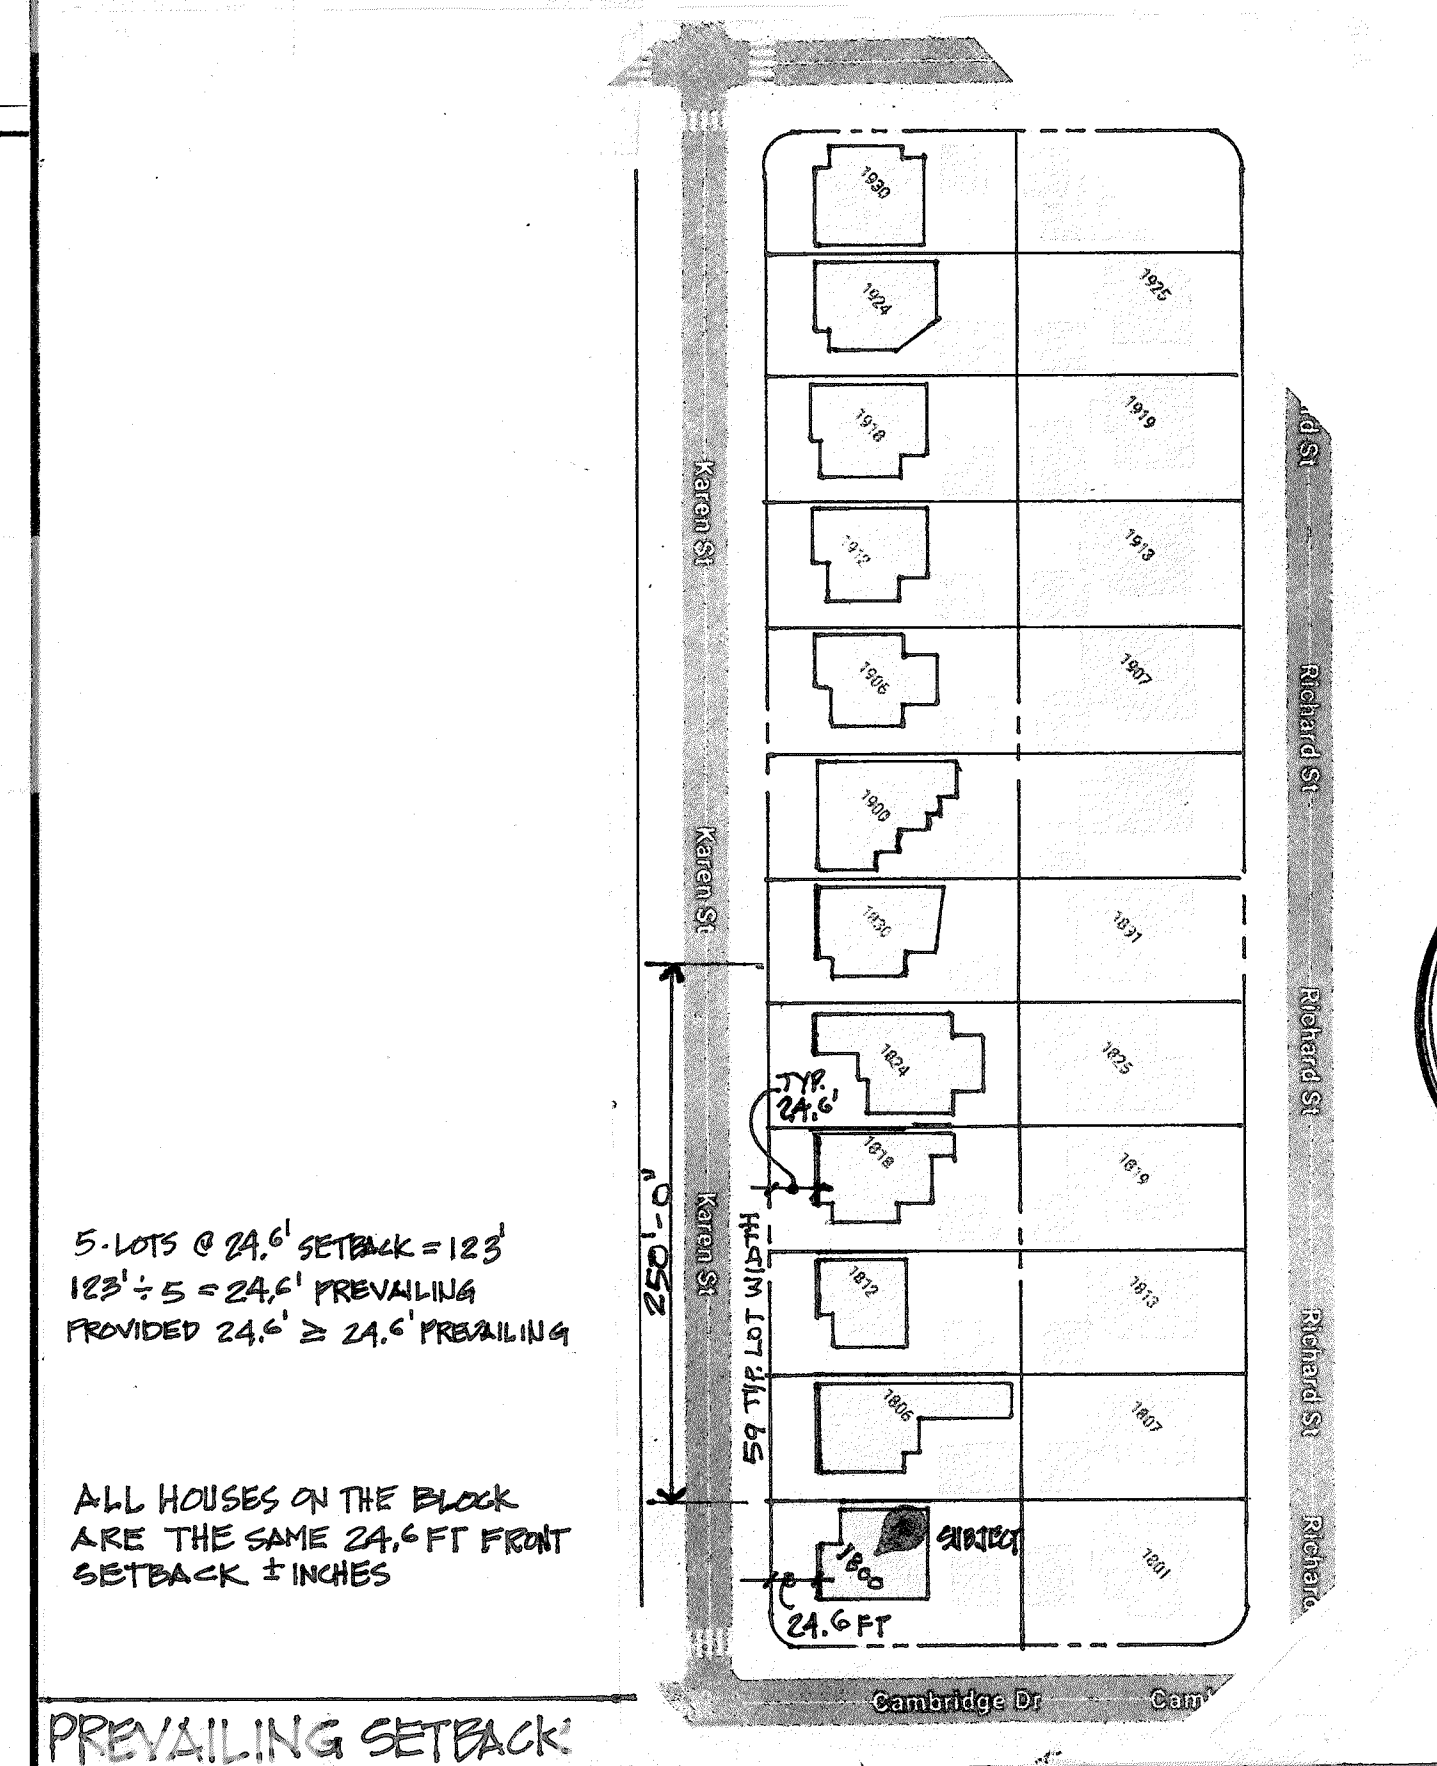 1930
1924
1925
1918
1919
rd St
Karen St
1912
1913
1906
1907
Richard St
1900
Karen St
1830
1831
1824
1825
Richard St
TYP.
24.6'
1818
1819
250'-0"
Karen St
59 TYP. LOT WIDTH
5-LOTS @ 24.6' SETBACK = 123'
123' ÷ 5 = 24.6' PREVAILING
PROVIDED 24.6' ≥ 24.6' PREVAILING
1812
1813
Richard St
1806
1807
ALL HOUSES ON THE BLOCK
ARE THE SAME 24.6 FT FRONT
SETBACK ± INCHES
1800
SUBJECT
1801
Richard
24.6 FT
Cambridge Dr
Camb
PREVAILING SETBACK: